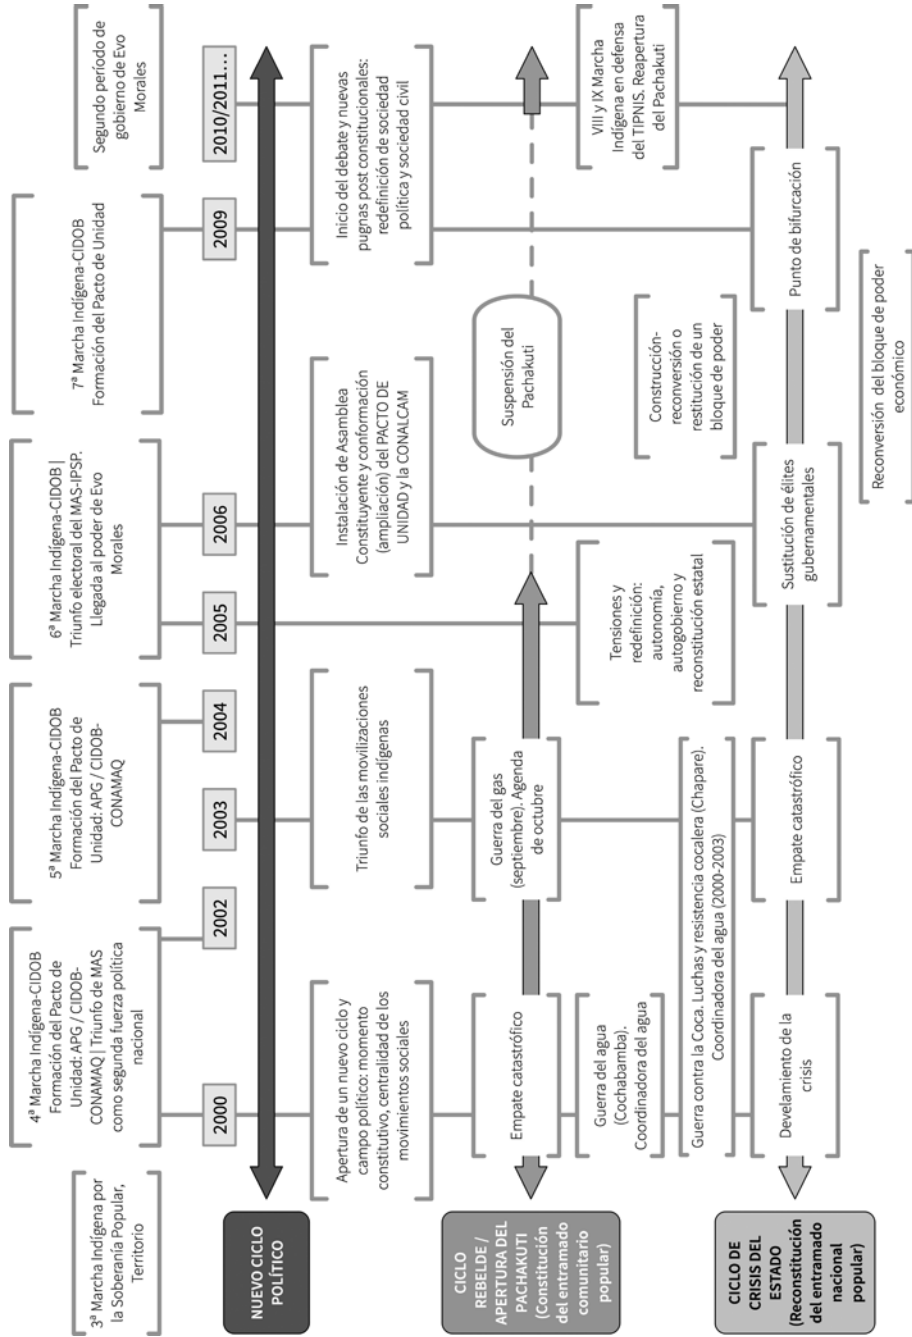 3ª Marcha Indígena por
la Soberanía Popular,
Territorio
4ª Marcha Indígena-CIDOB
Formación del Pacto de
Unidad: APG / CIDOB-
CONAMAQ | Triunfo de MAS
como segunda fuerza política
nacional
5ª Marcha Indígena-CIDOB
Formación del Pacto de
Unidad: APG / CIDOB-
CONAMAQ
6ª Marcha Indígena-CIDOB |
Triunfo electoral del MAS-IPSP.
Llegada al poder de Evo
Morales
7ª Marcha Indígena-CIDOB
Formación del Pacto de Unidad
Segundo período de
gobierno de Evo
Morales
2000
2002
2003
2004
2005
2006
2009
2010/2011...
NUEVO CICLO
POLÍTICO
Apertura de un nuevo ciclo y
campo político: momento
constitutivo, centralidad de los
movimientos sociales
Triunfo de las movilizaciones
sociales indígenas
Instalación de Asamblea
Constituyente y conformación
(ampliación) del PACTO DE
UNIDAD y la CONALCAM
Inicio del debate y nuevas
pugnas post constitucionales:
redefinición de sociedad
política y sociedad civil
CICLO
REBELDE /
APERTURA DEL
PACHAKUTI
(Constitución
del entramado
comunitario
popular)
Empate catastrófico
Guerra del gas
(septiembre). Agenda
de octubre
Suspensión del
Pachakuti
Guerra del agua
(Cochabamba).
Coordinadora del agua
Tensiones y
redefinición:
autonomía,
autogobierno y
reconstitución estatal
VIII y IX Marcha
Indígena en defensa
del TIPNIS. Reapertura
del Pachakuti
Guerra contra la Coca. Luchas y resistencia cocalera (Chapare).
Coordinadora del agua (2000-2003)
Construcción-
reconversión o
restitución de un
bloque de poder
CICLO DE
CRISIS DEL
ESTADO
(Reconstitución
del entramado
nacional
popular)
Develamiento de la
crisis
Empate catastrófico
Sustitución de élites
gubernamentales
Punto de bifurcación
Reconversión del bloque de poder
económico